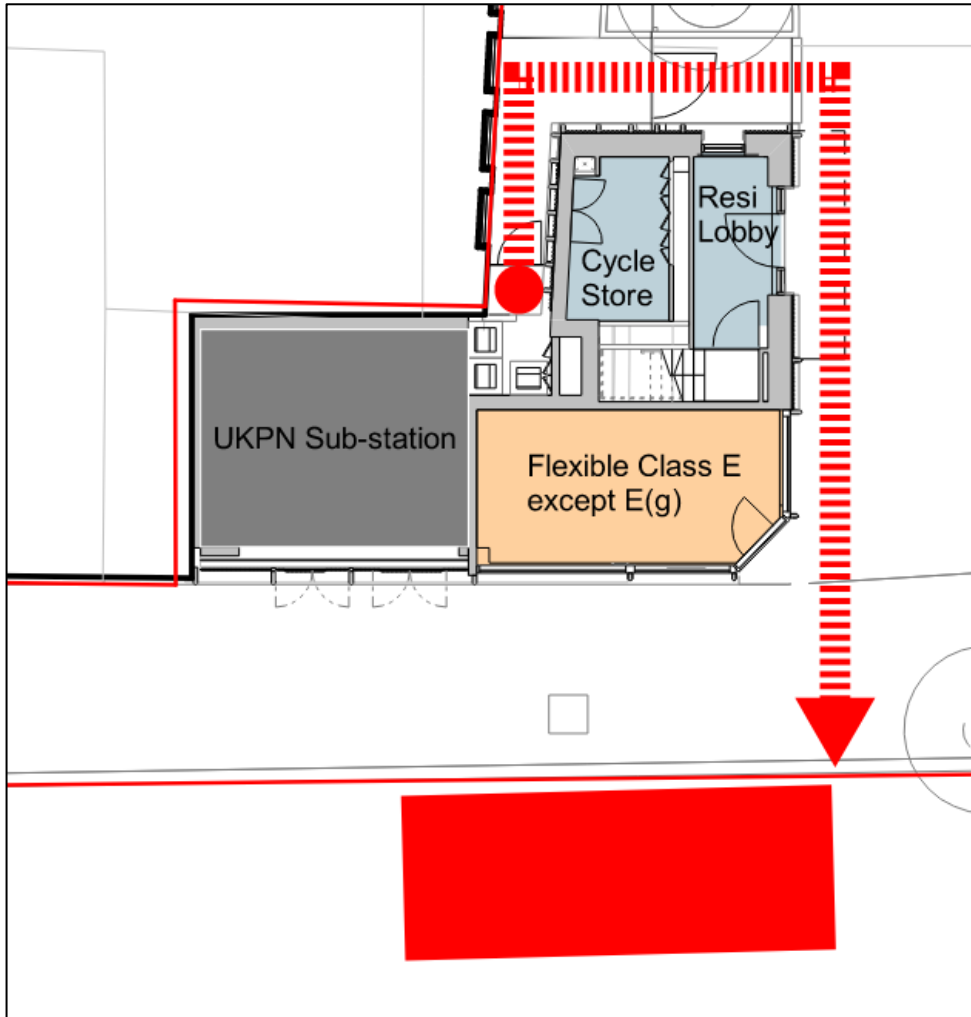 Resi
Lobby
Cycle
Store
UKPN Sub-station
Flexible Class E
except E(g)